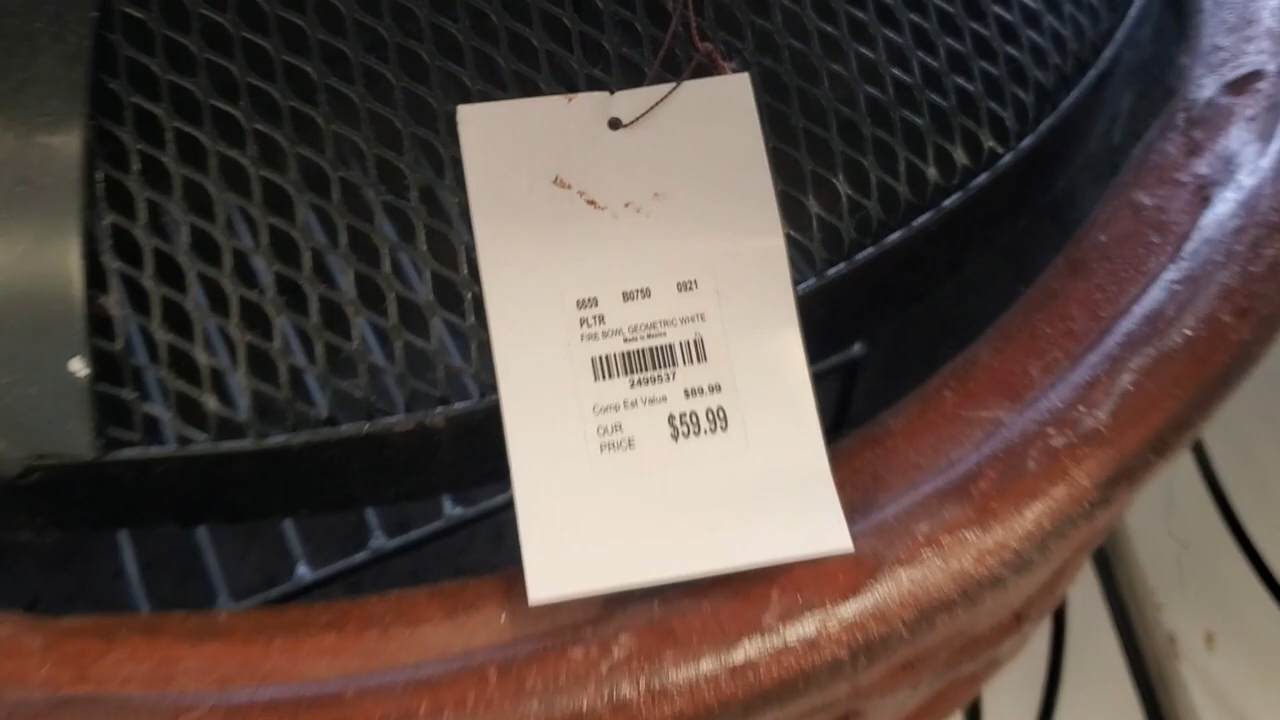 6659 B0750 0921
PLTR
FIRE BOWL GEOMETRIC WHITE
Made in Mexico
2499537
Comp Est Value $89.99
OUR PRICE $59.99